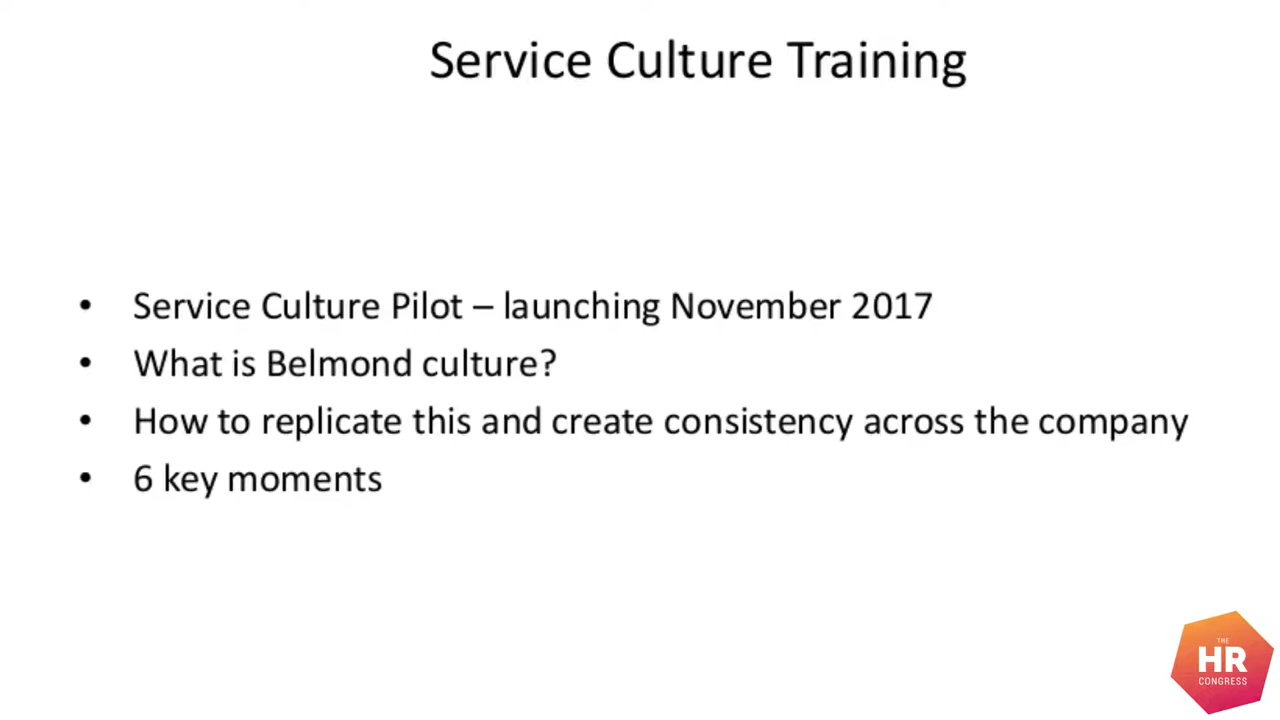 Service Culture Training
• Service Culture Pilot – launching November 2017
• What is Belmond culture?
• How to replicate this and create consistency across the company
• 6 key moments
THE
HR
CONGRESS